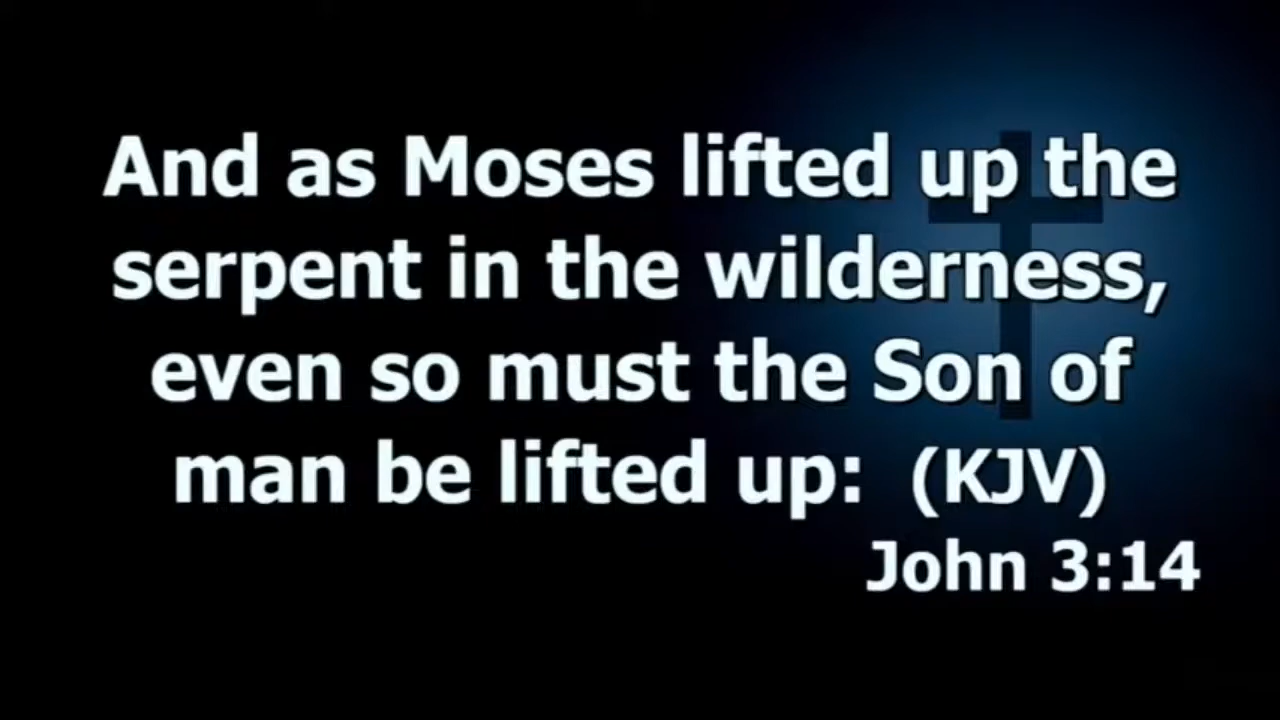 And as Moses lifted up the
serpent in the wilderness,
even so must the Son of
man be lifted up: (KJV)
John 3:14